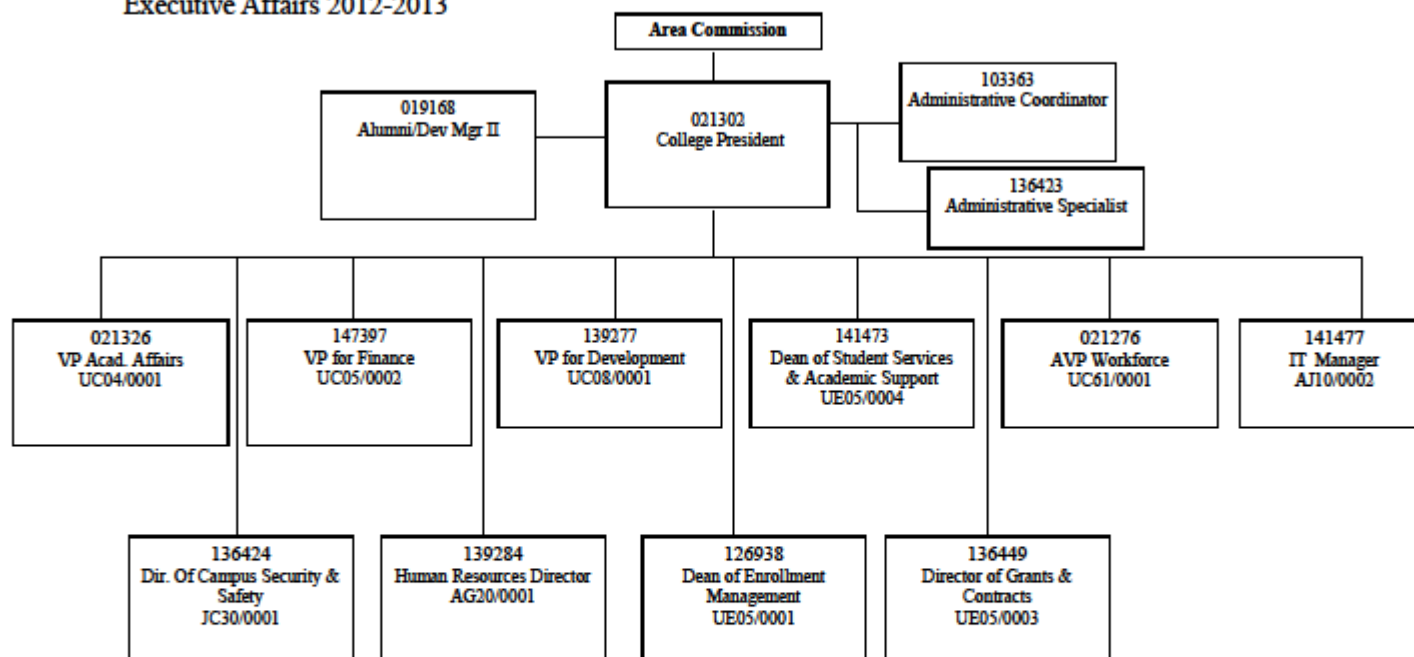 Executive Affairs 2012-2013
Area Commission
019168
Alumni/Dev Mgr II
021302
College President
103363
Administrative Coordinator
136423
Administrative Specialist
021326
VP Acad. Affairs
UC04/0001
147397
VP for Finance
UC05/0002
139277
VP for Development
UC08/0001
141473
Dean of Student Services
& Academic Support
UE05/0004
021276
AVP Workforce
UC61/0001
141477
IT Manager
AJ10/0002
136424
Dir. Of Campus Security &
Safety
JC30/0001
139284
Human Resources Director
AG20/0001
126938
Dean of Enrollment
Management
UE05/0001
136449
Director of Grants &
Contracts
UE05/0003